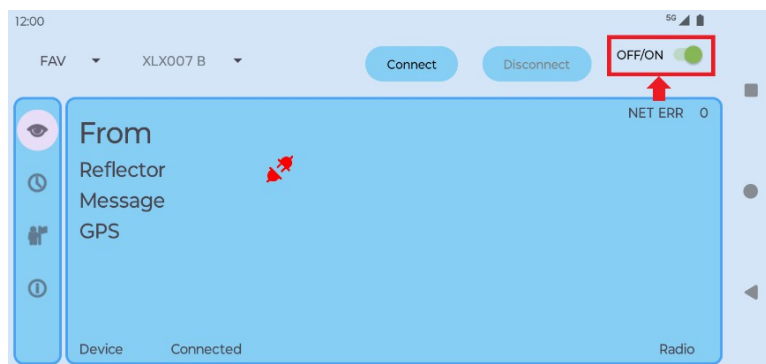 12:00 5G
FAV XLX007 B Connect Disconnect OFF/ON
NET ERR 0
From
Reflector
Message
GPS
Device Connected Radio